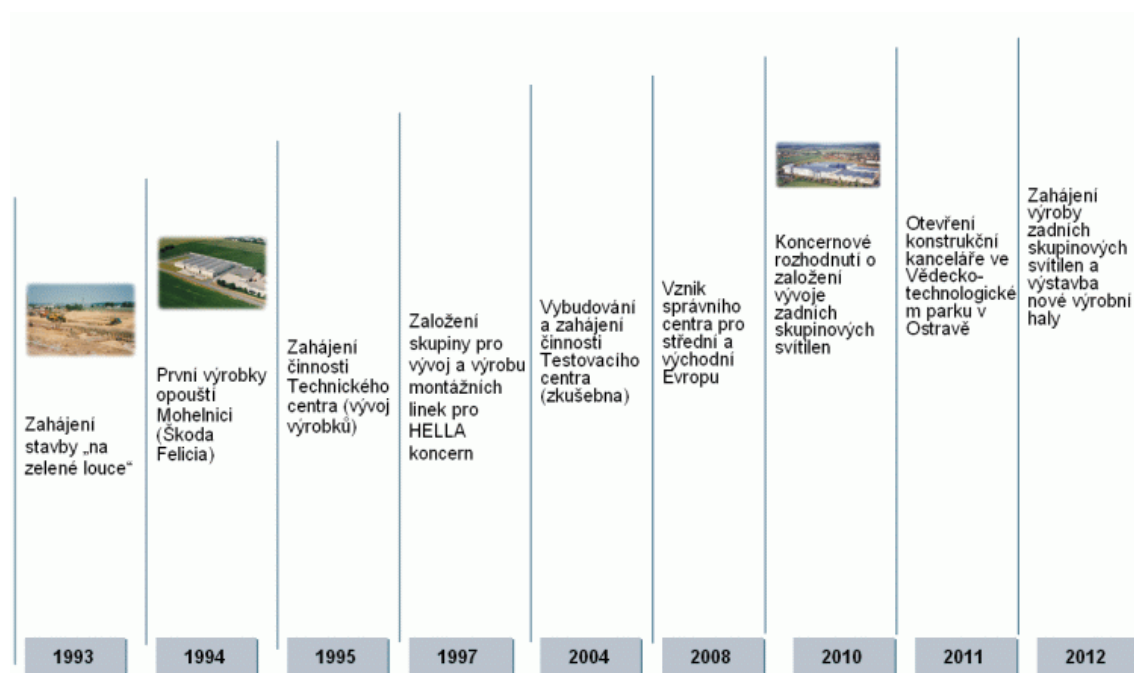 Zahájení
stavby „na
zelené louce“
První výrobky
opouští
Mohelnici
(Škoda
Felicia)
Zahájení
činnosti
Technického
centra (vývoj
výrobků)
Založení
skupiny pro
vývoj a výrobu
montážních
linek pro
HELLA
koncern
Vybudování
a zahájení
činnosti
Testovacího
centra
(zkušebna)
Vznik
správního
centra pro
střední a
východní
Evropu
Koncernové
rozhodnutí o
založení
vývoje
zadních
skupinových
svítilen
Otevření
konstrukční
kanceláře ve
Vědecko-
technologické
m parku v
Ostravě
Zahájení
výroby
zadních
skupinových
svítilen a
výstavba
nové výrobní
haly
1993
1994
1995
1997
2004
2008
2010
2011
2012